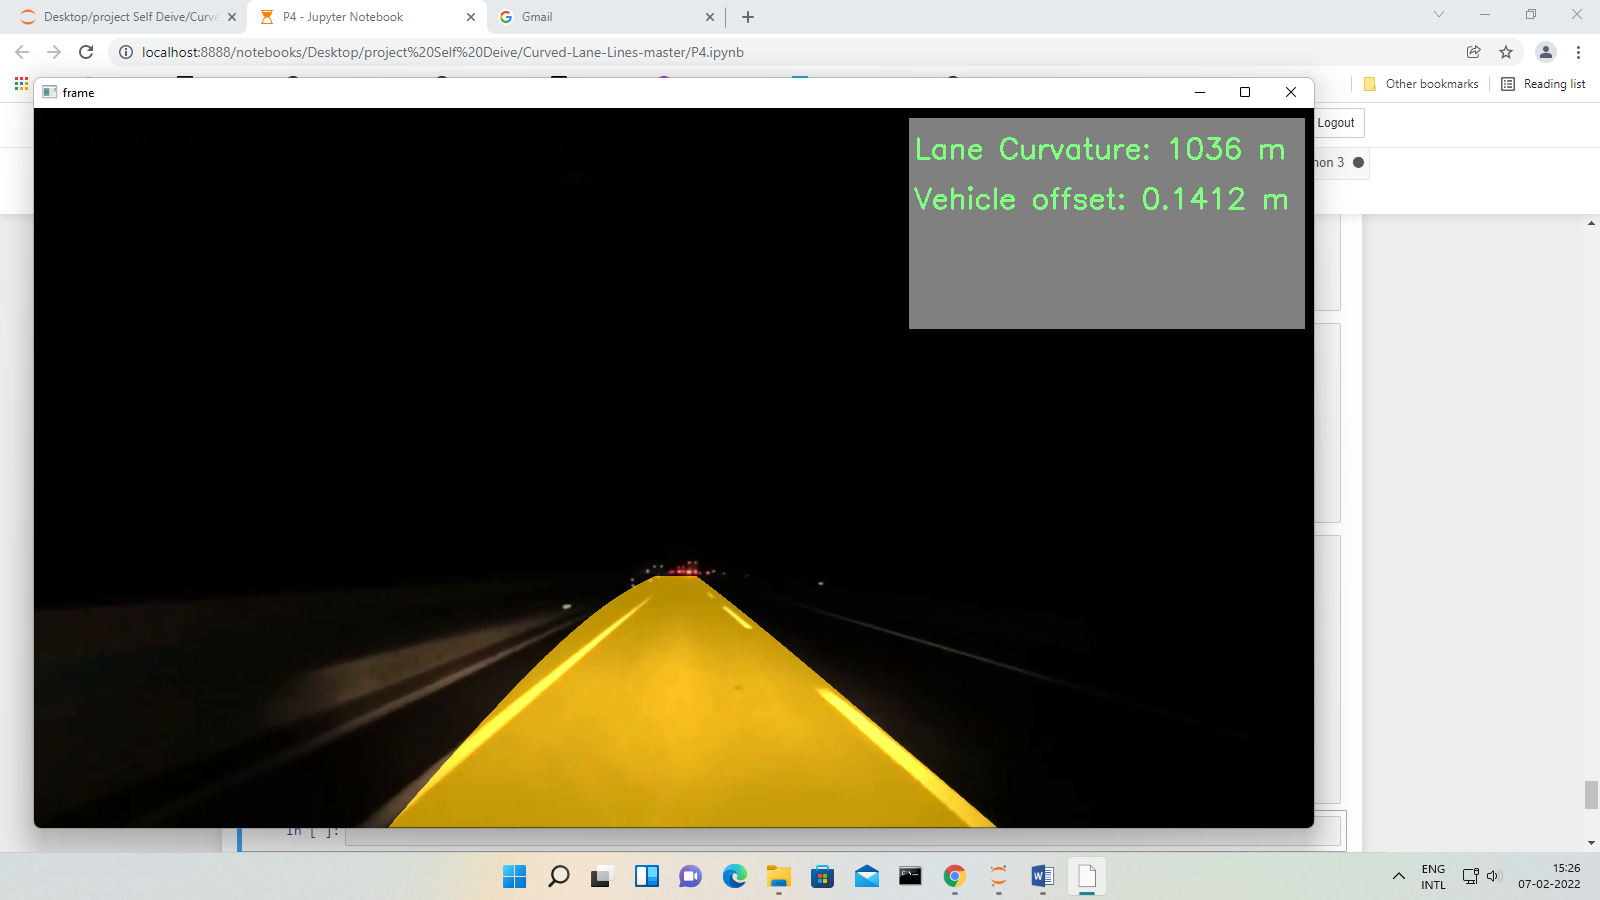 Desktop/project Self Deive/Curve
P4 - Jupyter Notebook
Gmail
localhost:8888/notebooks/Desktop/project%20Self%20Deive/Curved-Lane-Lines-master/P4.ipynb
Other bookmarks
Reading list
frame
Logout
Lane Curvature: 1036 m
hon 3
Vehicle offset: 0.1412 m
In [ ]:
ENG
INTL
15:26
07-02-2022